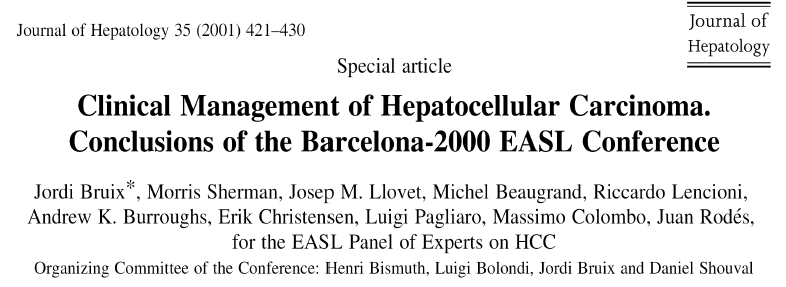 Journal of Hepatology 35 (2001) 421–430
Journal of
Hepatology
Special article
Clinical Management of Hepatocellular Carcinoma.
Conclusions of the Barcelona-2000 EASL Conference
Jordi Bruix*, Morris Sherman, Josep M. Llovet, Michel Beaugrand, Riccardo Lencioni,
Andrew K. Burroughs, Erik Christensen, Luigi Pagliaro, Massimo Colombo, Juan Rodés,
for the EASL Panel of Experts on HCC
Organizing Committee of the Conference: Henri Bismuth, Luigi Bolondi, Jordi Bruix and Daniel Shouval